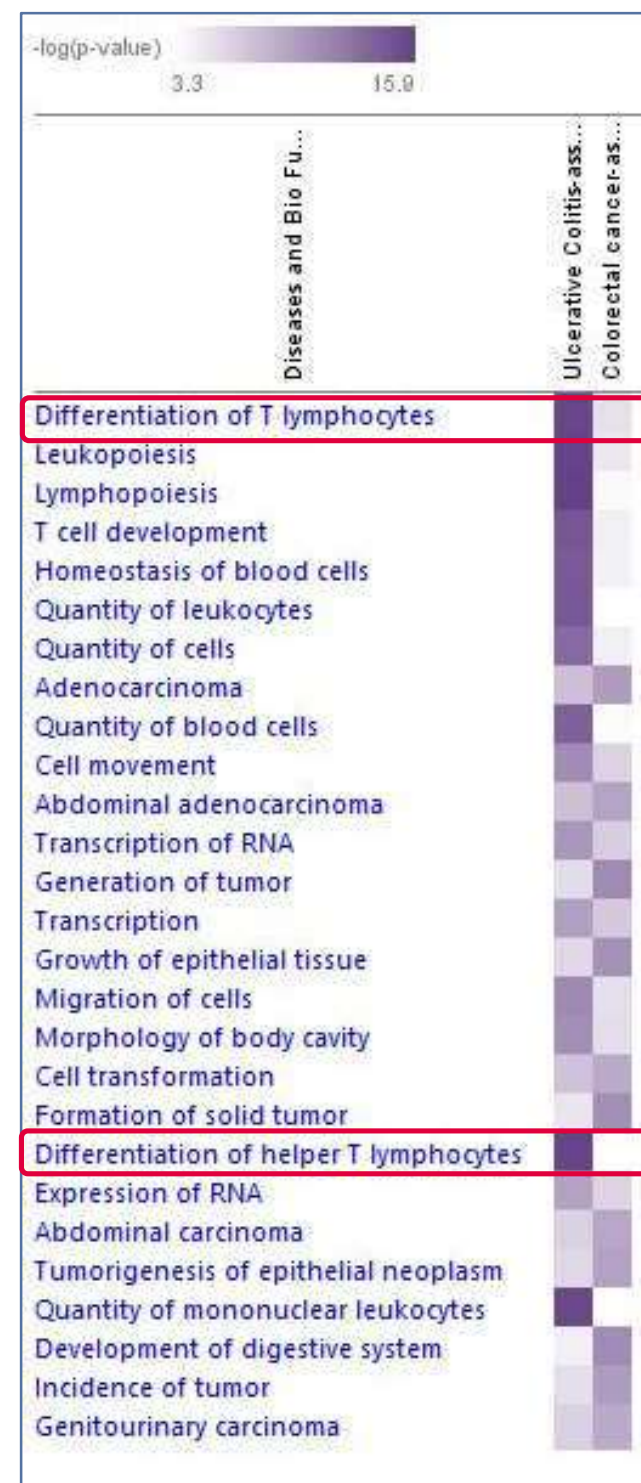 -log(p-value)
3.3 15.9
Diseases and Bio Fu...
Ulcerative Colitis-ass...
Colorectal cancer-as...
Differentiation of T lymphocytes
Leukopoiesis
Lymphopoiesis
T cell development
Homeostasis of blood cells
Quantity of leukocytes
Quantity of cells
Adenocarcinoma
Quantity of blood cells
Cell movement
Abdominal adenocarcinoma
Transcription of RNA
Generation of tumor
Transcription
Growth of epithelial tissue
Migration of cells
Morphology of body cavity
Cell transformation
Formation of solid tumor
Differentiation of helper T lymphocytes
Expression of RNA
Abdominal carcinoma
Tumorigenesis of epithelial neoplasm
Quantity of mononuclear leukocytes
Development of digestive system
Incidence of tumor
Genitourinary carcinoma